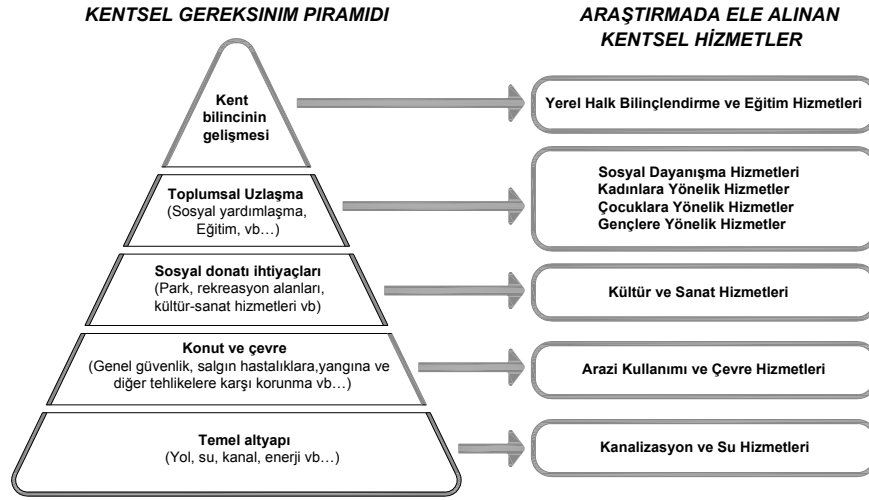 KENTSEL GEREKSINIM PIRAMIDI
ARAŞTIRMADA ELE ALINAN
KENTSEL HİZMETLER
Kent
bilincinin
gelişmesi
Yerel Halk Bilinçlendirme ve Eğitim Hizmetleri
Toplumsal Uzlaşma
(Sosyal yardımlaşma,
Eğitim, vb…)
Sosyal Dayanışma Hizmetleri
Kadınlara Yönelik Hizmetler
Çocuklara Yönelik Hizmetler
Gençlere Yönelik Hizmetler
Sosyal donatı ihtiyaçları
(Park, rekreasyon alanları,
kültür-sanat hizmetleri vb)
Kültür ve Sanat Hizmetleri
Konut ve çevre
(Genel güvenlik, salgın hastalıklara,yangına ve
diğer tehlikelere karşı korunma vb…)
Arazi Kullanımı ve Çevre Hizmetleri
Temel altyapı
(Yol, su, kanal, enerji vb…)
Kanalizasyon ve Su Hizmetleri